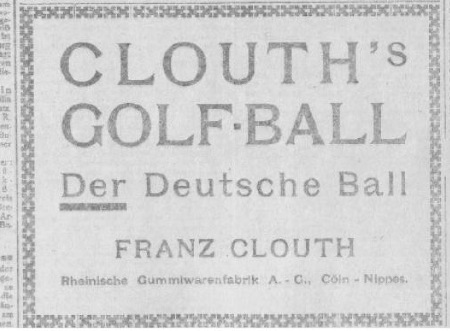 CLOUTH's
GOLF-BALL
Der Deutsche Ball
FRANZ CLOUTH
Rheinische Gummiwarenfabrik A.-G., Cöln - Nippes.